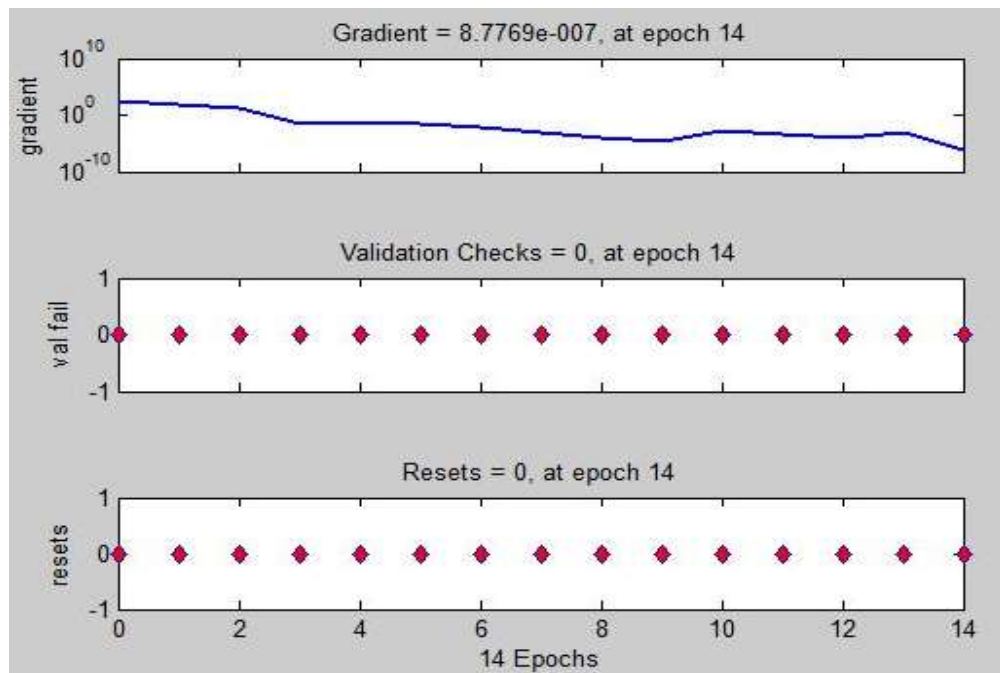 Gradient = 8.7769e-007, at epoch 14
10^10
10^0
10^-10
gradient
Validation Checks = 0, at epoch 14
1
0
-1
val fail
Resets = 0, at epoch 14
1
0
-1
resets
0 2 4 6 8 10 12 14
14 Epochs